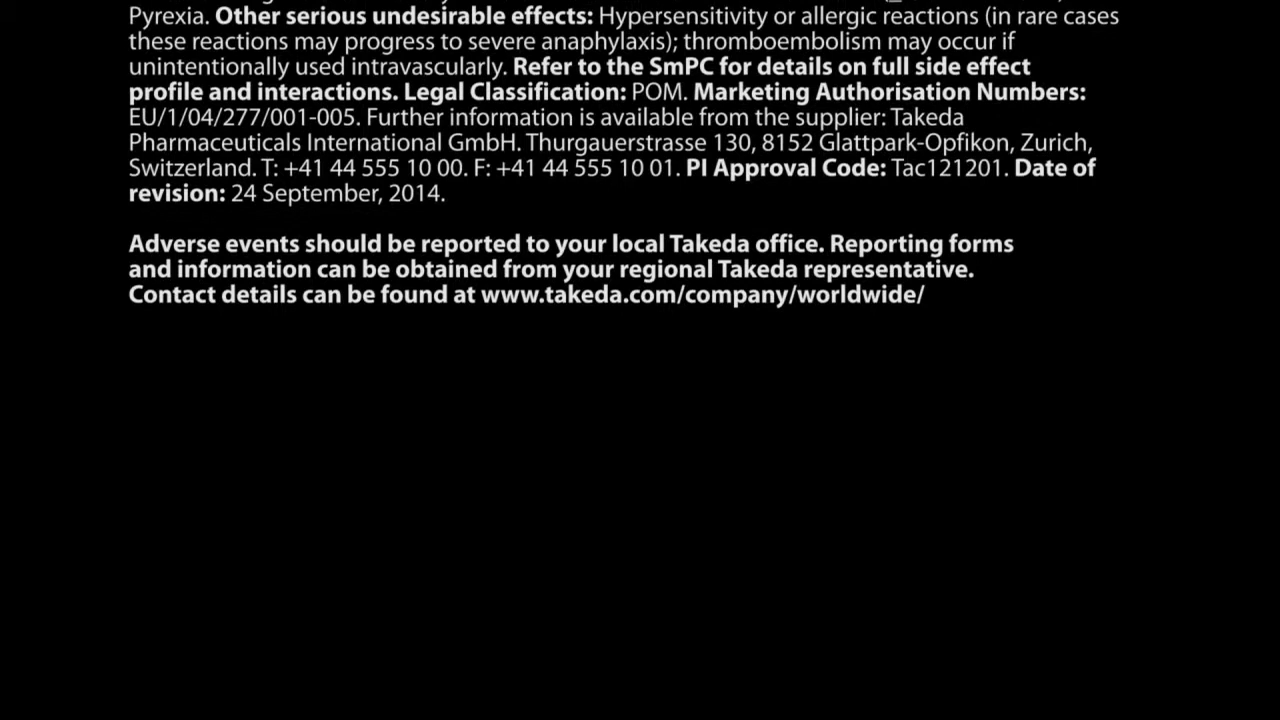 Pyrexia. Other serious undesirable effects: Hypersensitivity or allergic reactions (in rare cases
these reactions may progress to severe anaphylaxis); thromboembolism may occur if
unintentionally used intravascularly. Refer to the SmPC for details on full side effect
profile and interactions. Legal Classification: POM. Marketing Authorisation Numbers:
EU/1/04/277/001-005. Further information is available from the supplier: Takeda
Pharmaceuticals International GmbH. Thurgauerstrasse 130, 8152 Glattpark-Opfikon, Zurich,
Switzerland. T: +41 44 555 10 00. F: +41 44 555 10 01. PI Approval Code: Tac121201. Date of
revision: 24 September, 2014.
Adverse events should be reported to your local Takeda office. Reporting forms
and information can be obtained from your regional Takeda representative.
Contact details can be found at www.takeda.com/company/worldwide/